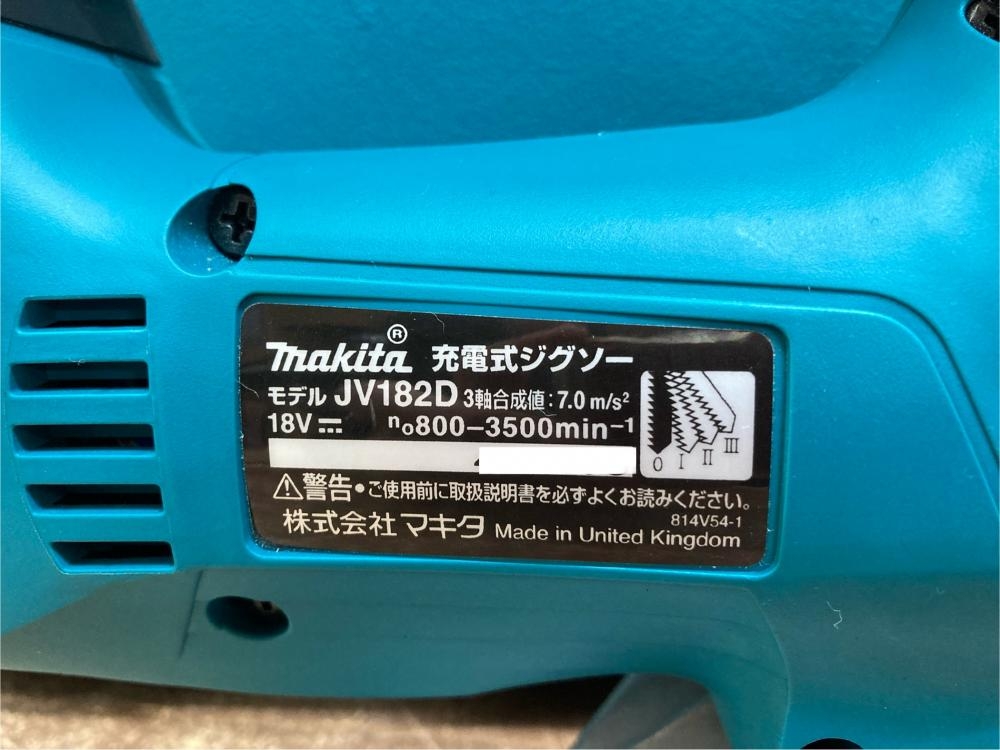 makita® 充電式ジグソー
モデル JV182D 3軸合成値:7.0 m/s²
18V⎓ n₀800-3500min⁻¹
0 I II III
⚠警告•ご使用前に取扱説明書を必ずよくお読みください。
814V54-1
株式会社 マキタ Made in United Kingdom